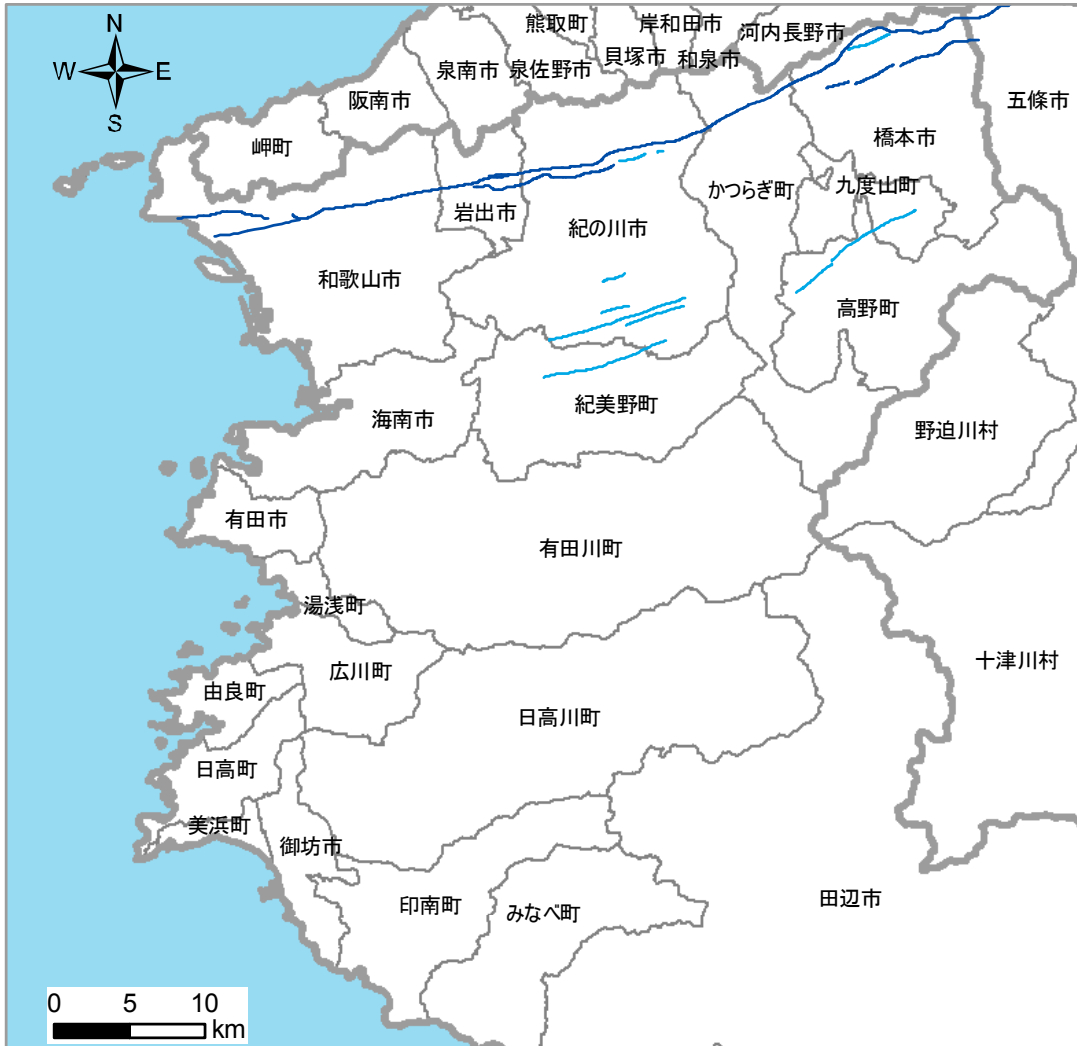 N
W
E
S
熊取町
岸和田市
河内長野市
貝塚市
和泉市
泉南市
泉佐野市
阪南市
五條市
岬町
橋本市
かつらぎ町
九度山町
岩出市
紀の川市
和歌山市
高野町
紀美野町
海南市
野迫川村
有田市
有田川町
湯浅町
広川町
十津川村
由良町
日高川町
日高町
美浜町
御坊市
印南町
みなべ町
田辺市
0 5 10
km